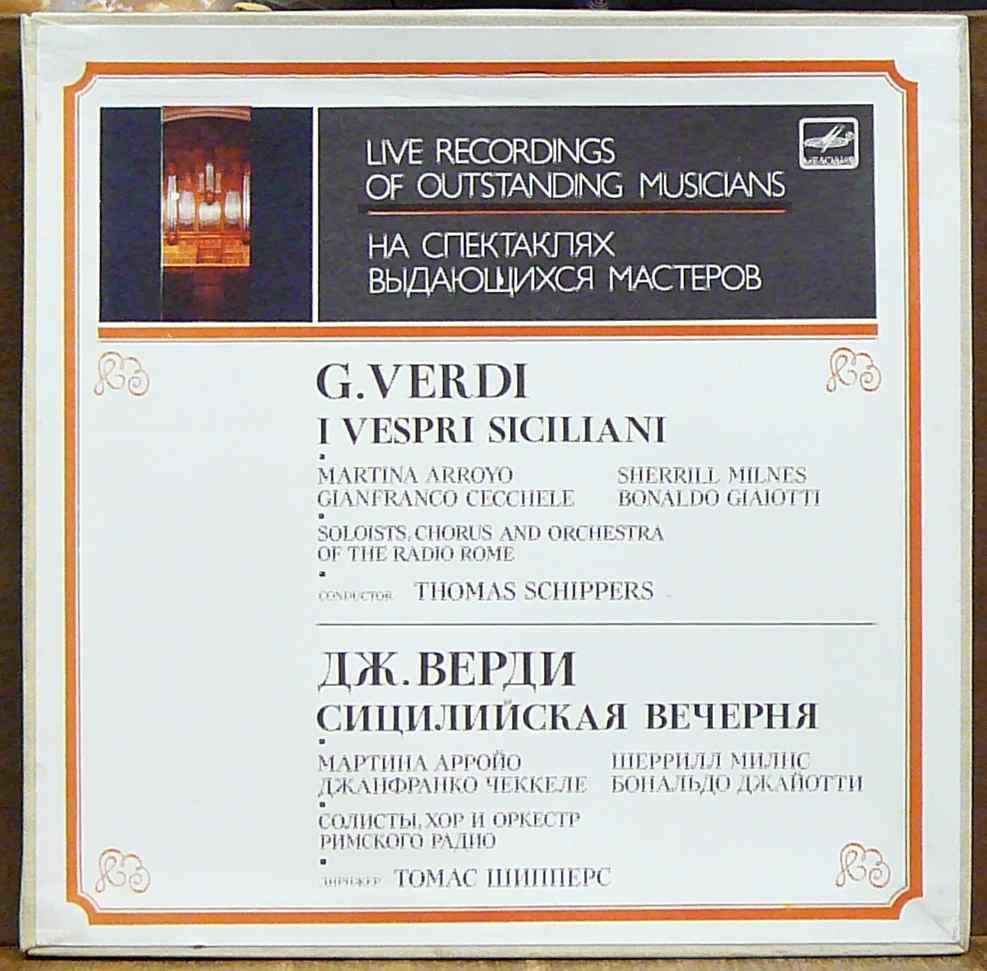 LIVE RECORDINGS
OF OUTSTANDING MUSICIANS
МЕЛОДИЯ
НА СПЕКТАКЛЯХ
ВЫДАЮЩИХСЯ МАСТЕРОВ
G.VERDI
I VESPRI SICILIANI
MARTINA ARROYO SHERRILL MILNES
GIANFRANCO CECCHELE BONALDO GIAIOTTI
SOLOISTS, CHORUS AND ORCHESTRA
OF THE RADIO ROME
CONDUCTOR THOMAS SCHIPPERS
ДЖ.ВЕРДИ
СИЦИЛИЙСКАЯ ВЕЧЕРНЯ
МАРТИНА АРРОЙО ШЕРРИЛЛ МИЛНС
ДЖАНФРАНКО ЧЕККЕЛЕ БОНАЛЬДО ДЖАЙОТТИ
СОЛИСТЫ, ХОР И ОРКЕСТР
РИМСКОГО РАДИО
ДИРИЖЕР ТОМАС ШИППЕРС